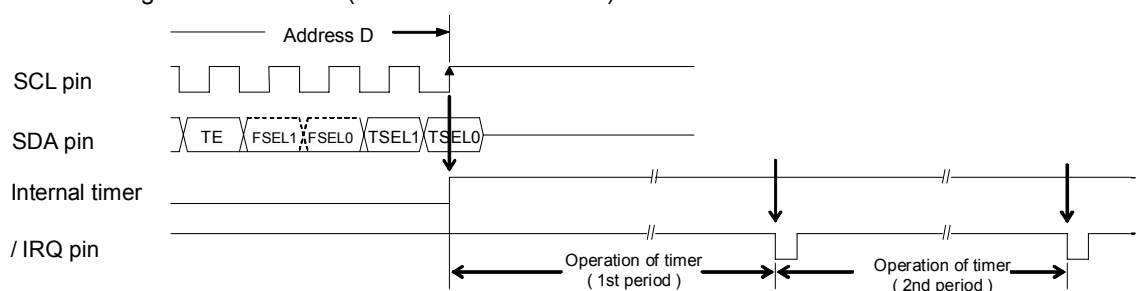 Address D
SCL pin
SDA pin
TE FSEL1 FSEL0 TSEL1 TSEL0
Internal timer
/ IRQ pin
Operation of timer
( 1st period )
Operation of timer
( 2nd period )